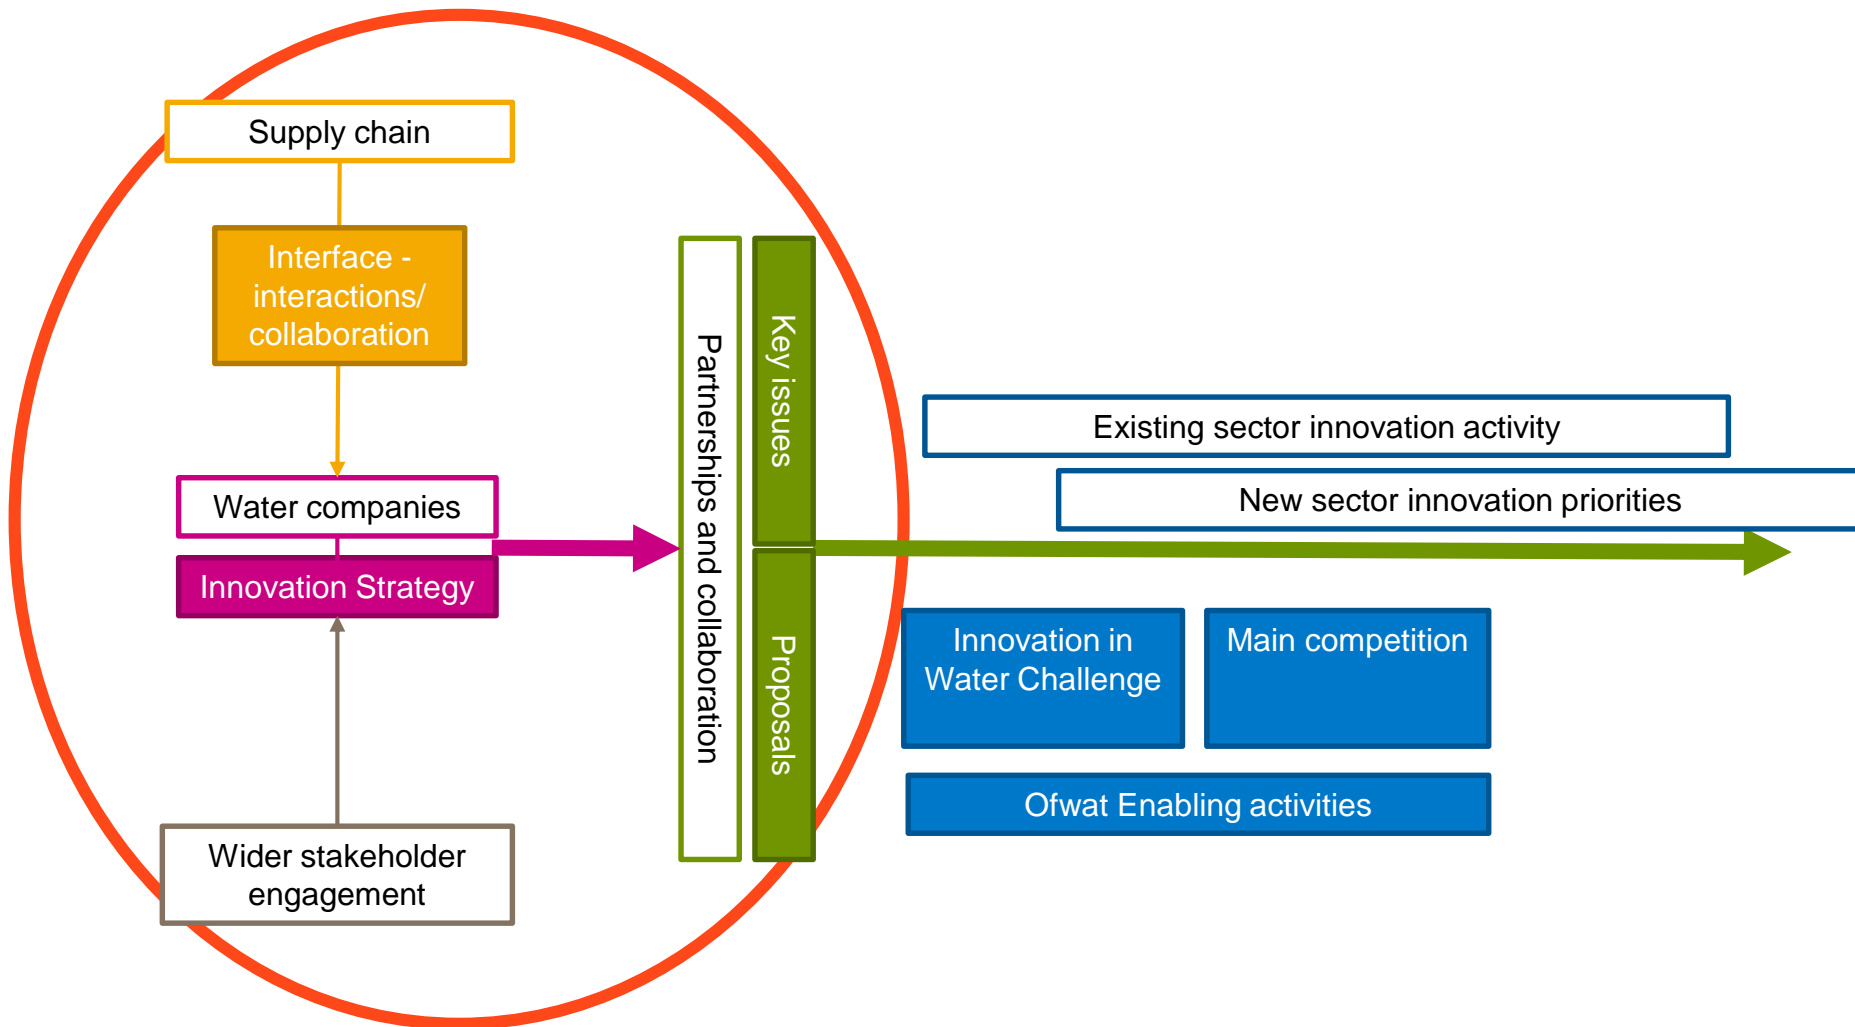 Supply chain
Interface -
interactions/
collaboration
Water companies
Innovation Strategy
Wider stakeholder
engagement
Partnerships and collaboration
Key issues
Proposals
Existing sector innovation activity
New sector innovation priorities
Innovation in
Water Challenge
Main competition
Ofwat Enabling activities